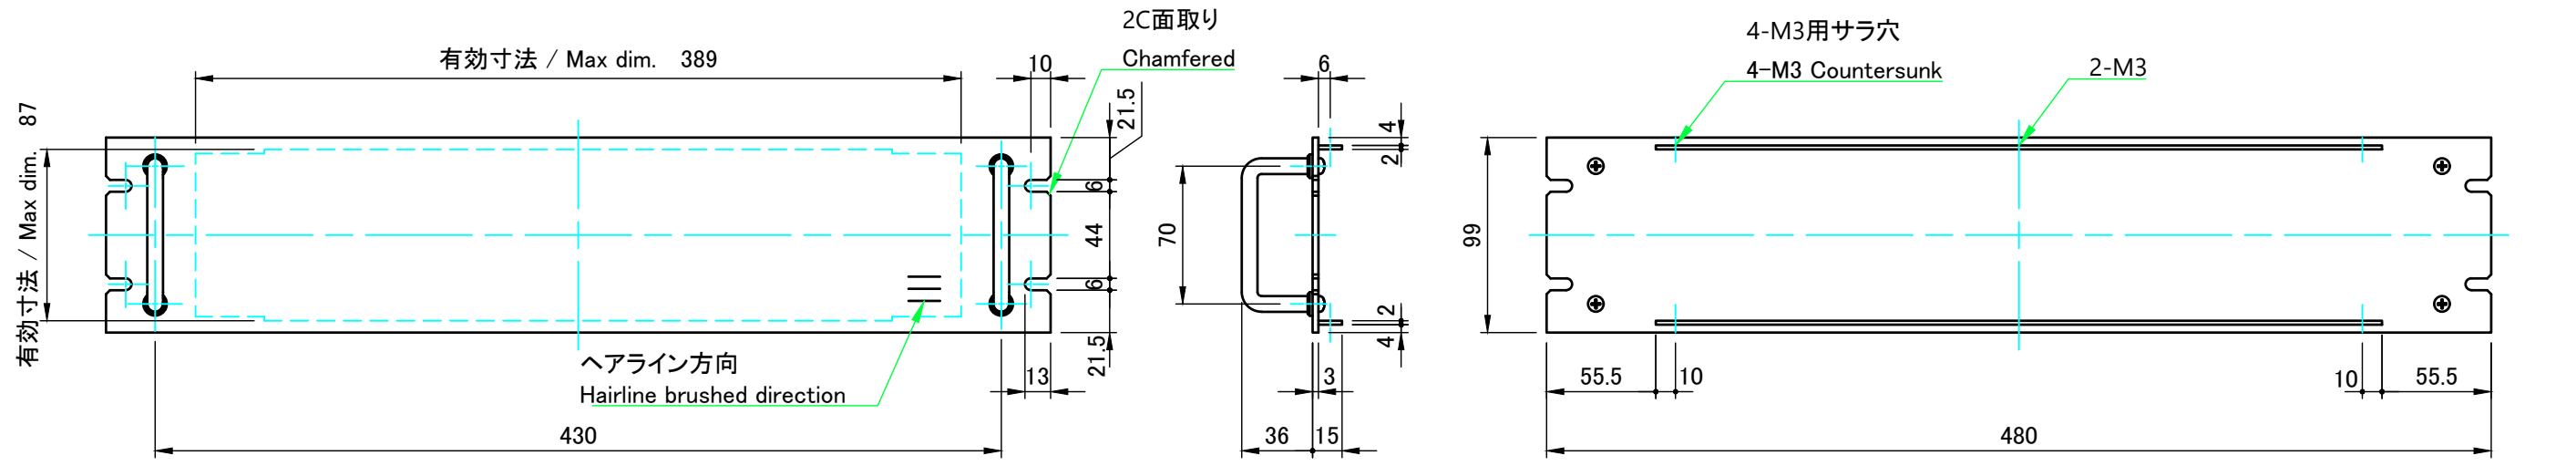 有効寸法 / Max dim. 389
10
2C面取り
Chamfered
21.5
有効寸法 / Max dim. 87
6
44
6
21.5
13
ヘアライン方向
Hairline brushed direction
430
6
4
2
70
2
4
3
36
15
4-M3用サラ穴
4-M3 Countersunk
2-M3
99
55.5
10
10
55.5
480